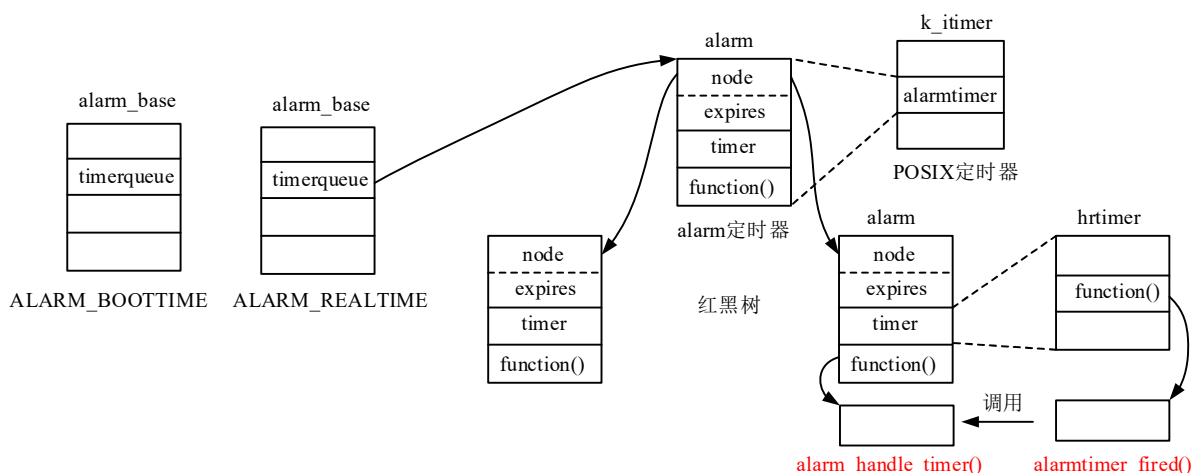 k_itimer
alarm
node
expires
timer
function()
alarmtimer
POSIX定时器
alarm定时器
alarm_base
timerqueue
ALARM_BOOTTIME
alarm_base
timerqueue
ALARM_REALTIME
node
expires
timer
function()
红黑树
alarm
node
expires
timer
function()
hrtimer
function()
调用
alarm_handle_timer()
alarmtimer_fired()